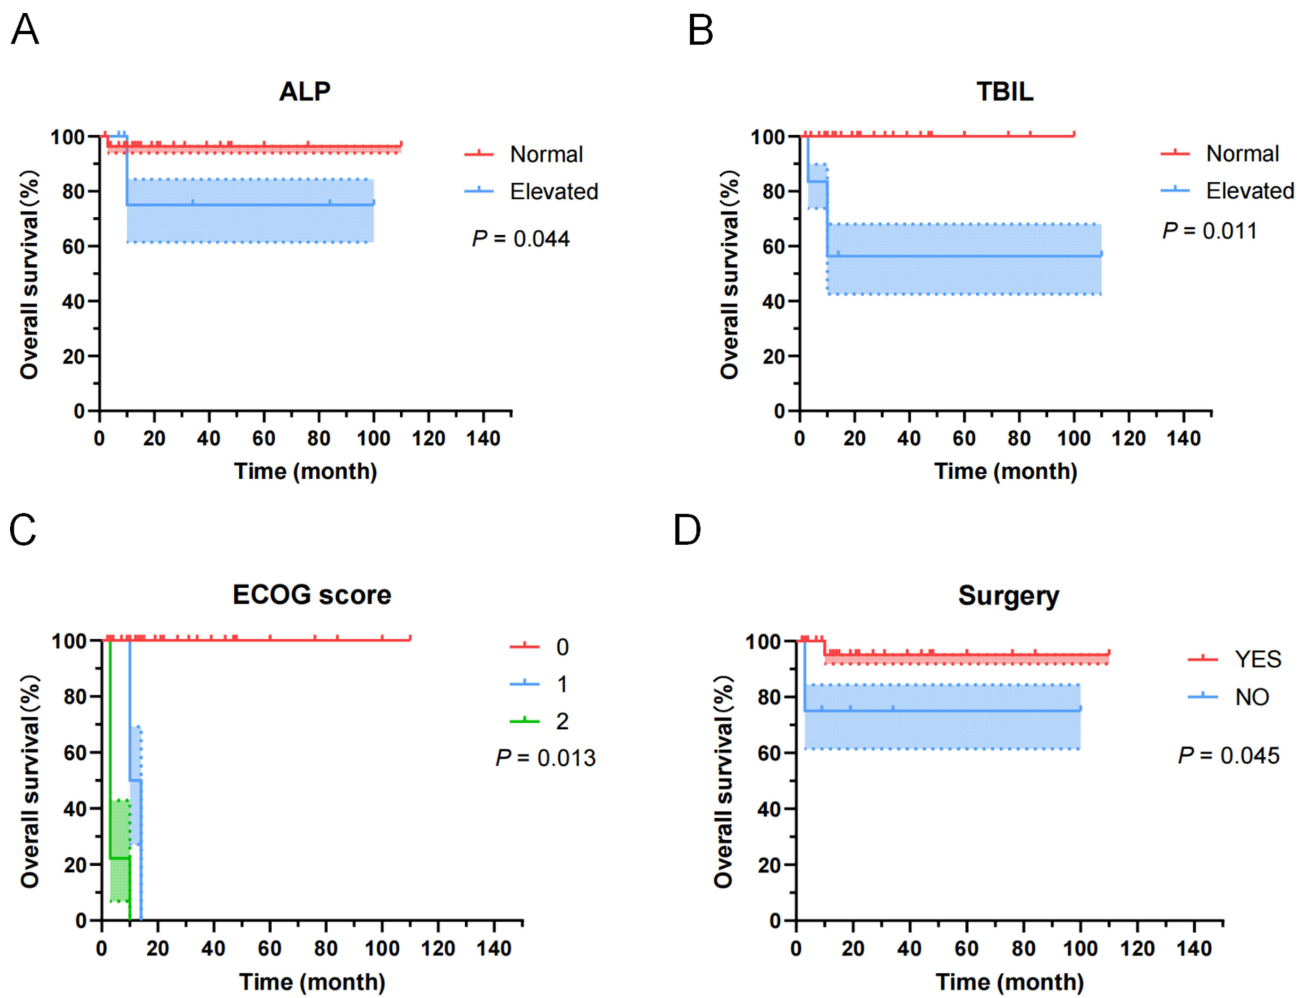 A
ALP
Overall survival (%)
100
80
60
40
20
0
0 20 40 60 80 100 120 140
Time (month)
Normal
Elevated
P = 0.044
B
TBIL
Overall survival (%)
100
80
60
40
20
0
0 20 40 60 80 100 120 140
Time (month)
Normal
Elevated
P = 0.011
C
ECOG score
Overall survival (%)
100
80
60
40
20
0
0 20 40 60 80 100 120 140
Time (month)
0
1
2
P = 0.013
D
Surgery
Overall survival (%)
100
80
60
40
20
0
0 20 40 60 80 100 120 140
Time (month)
YES
NO
P = 0.045